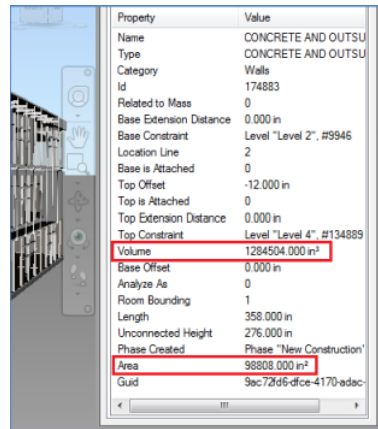 Property Value
Name CONCRETE AND OUTSU
Type CONCRETE AND OUTSU
Category Walls
Id 174883
Related to Mass 0
Base Extension Distance 0.000 in
Base Constraint Level "Level 2", #9946
Location Line 2
Base is Attached 0
Top Offset -12.000 in
Top is Attached 0
Top Extension Distance 0.000 in
Top Constraint Level "Level 4", #134889
Volume 1284504.000 in³
Base Offset 0.000 in
Analyze As 0
Room Bounding 1
Length 358.000 in
Unconnected Height 276.000 in
Phase Created Phase "New Construction"
Area 98808.000 in²
Guid 9ac72fd6-dfce-4170-adac-